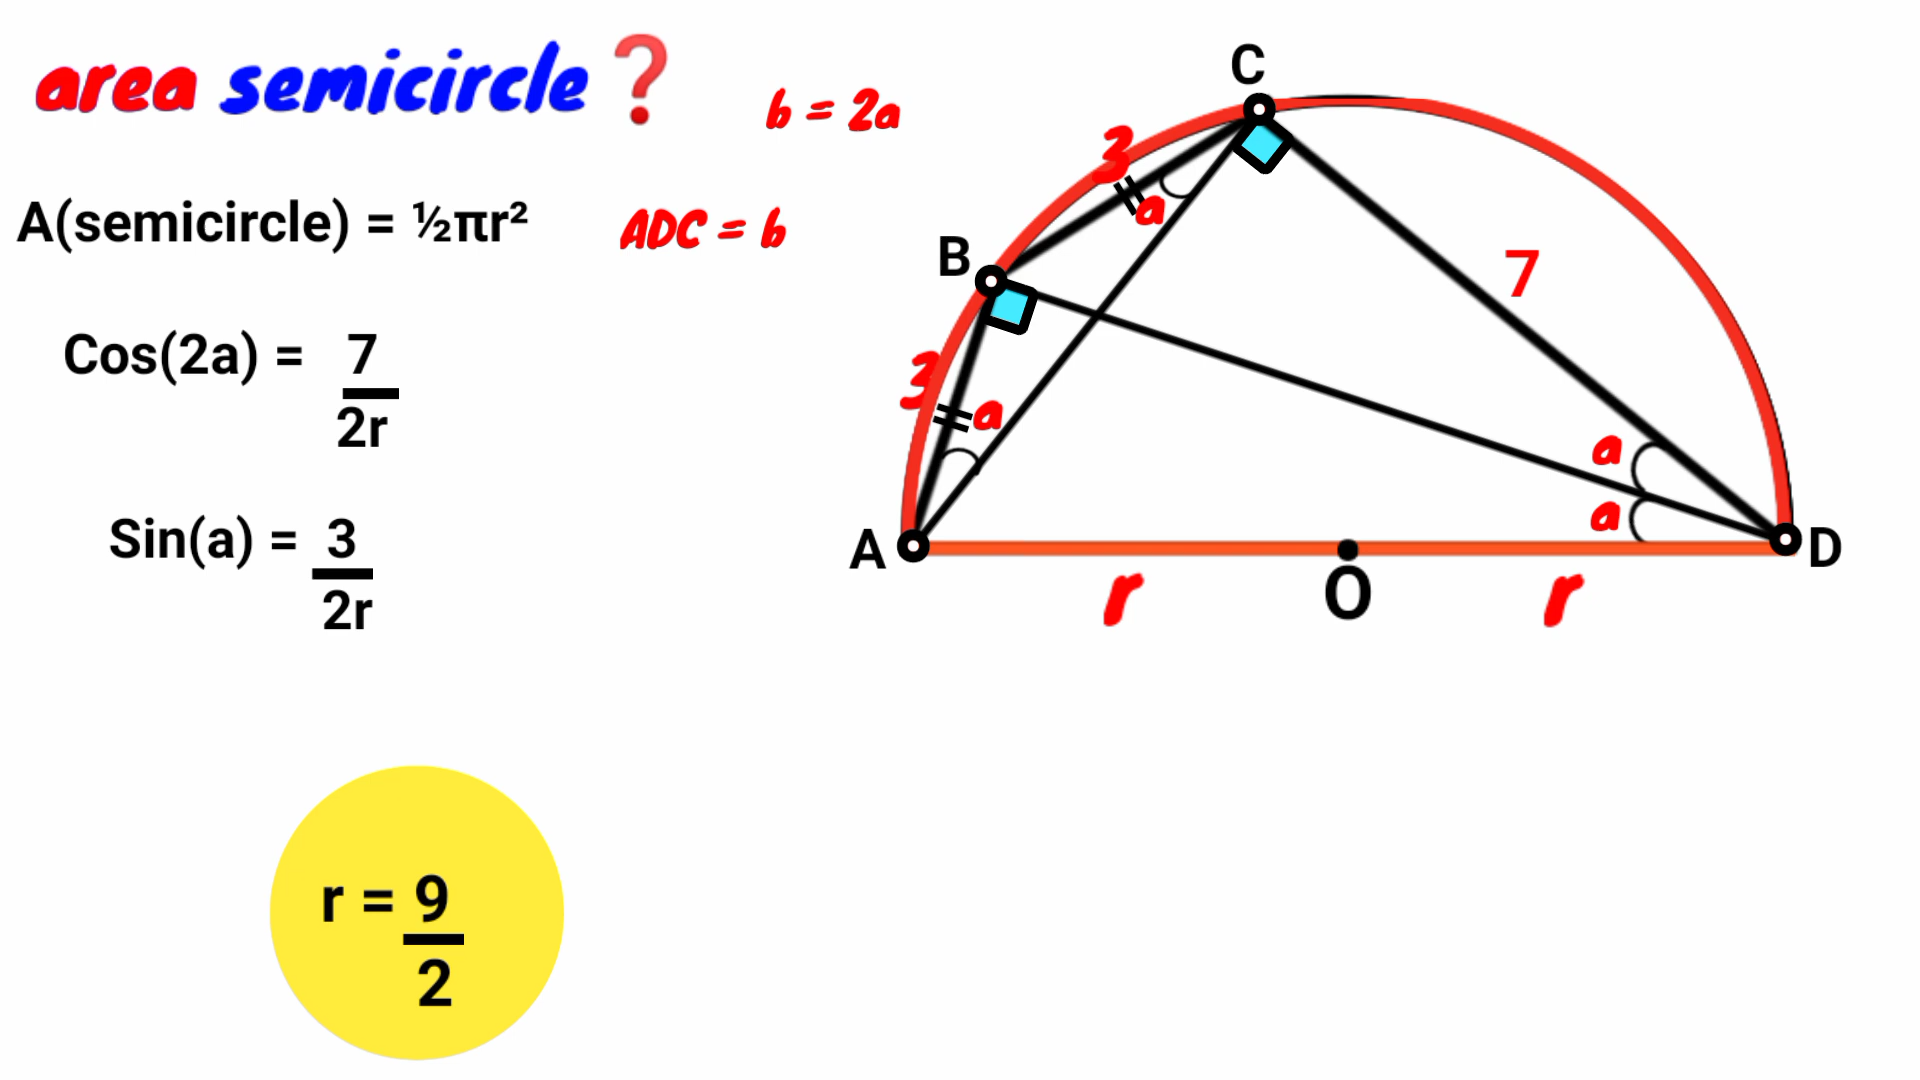 area semicircle❓
b = 2a
A(semicircle) = ½πr²
ADC = b
Cos(2a) = 7
2r
Sin(a) = 3
2r
r = 9
2
C
3
a
B
7
3
a
a
a
A
D
O
r
r